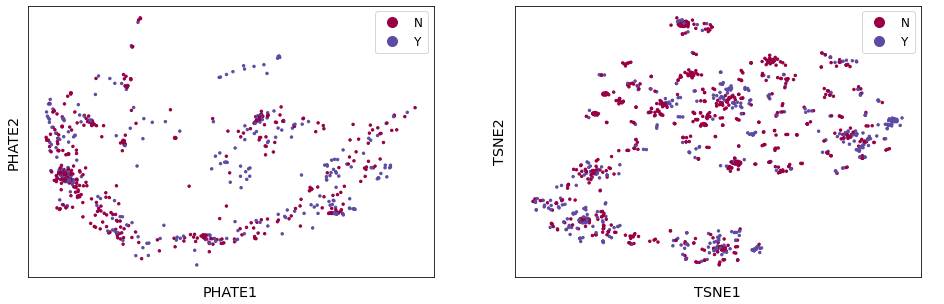 N
Y
PHATE2
PHATE1
N
Y
TSNE2
TSNE1